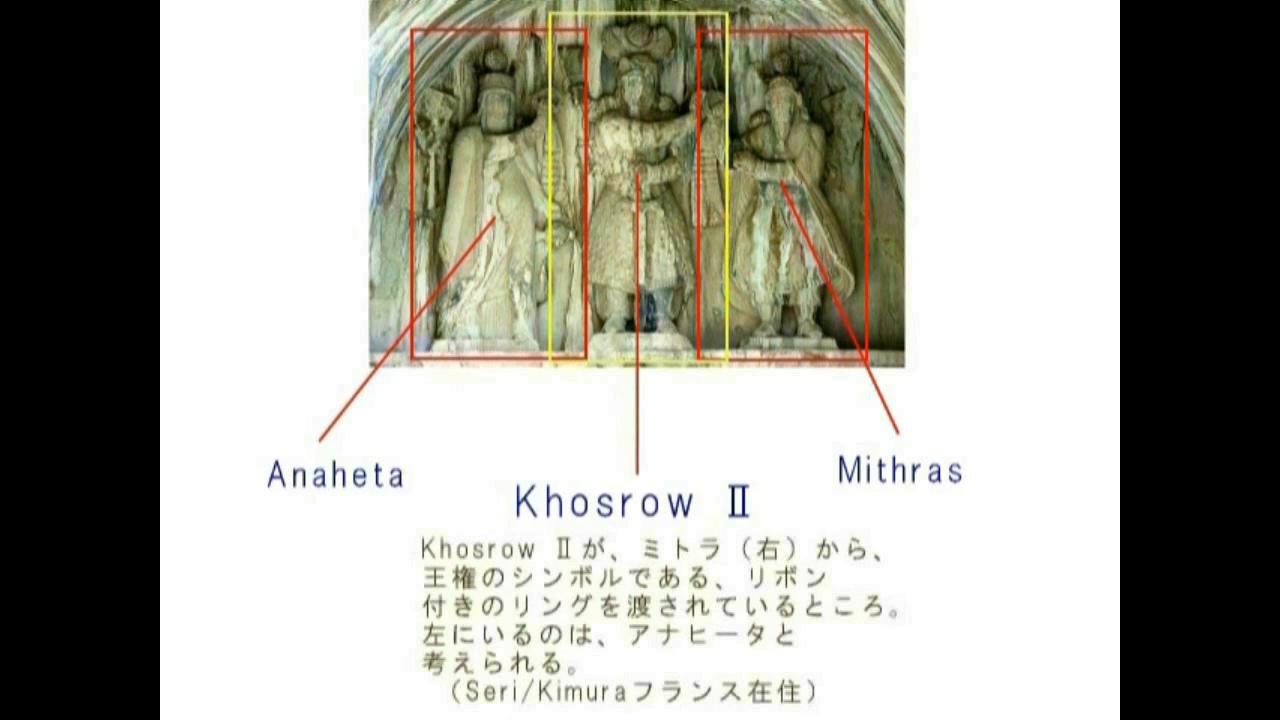 Anaheta
Mithras
Khosrow Ⅱ
Khosrow Ⅱが、ミトラ（右）から、
王権のシンボルである、リボン
付きのリングを渡されているところ。
左にいるのは、アナヒータと
考えられる。
（Seri/Kimuraフランス在住）